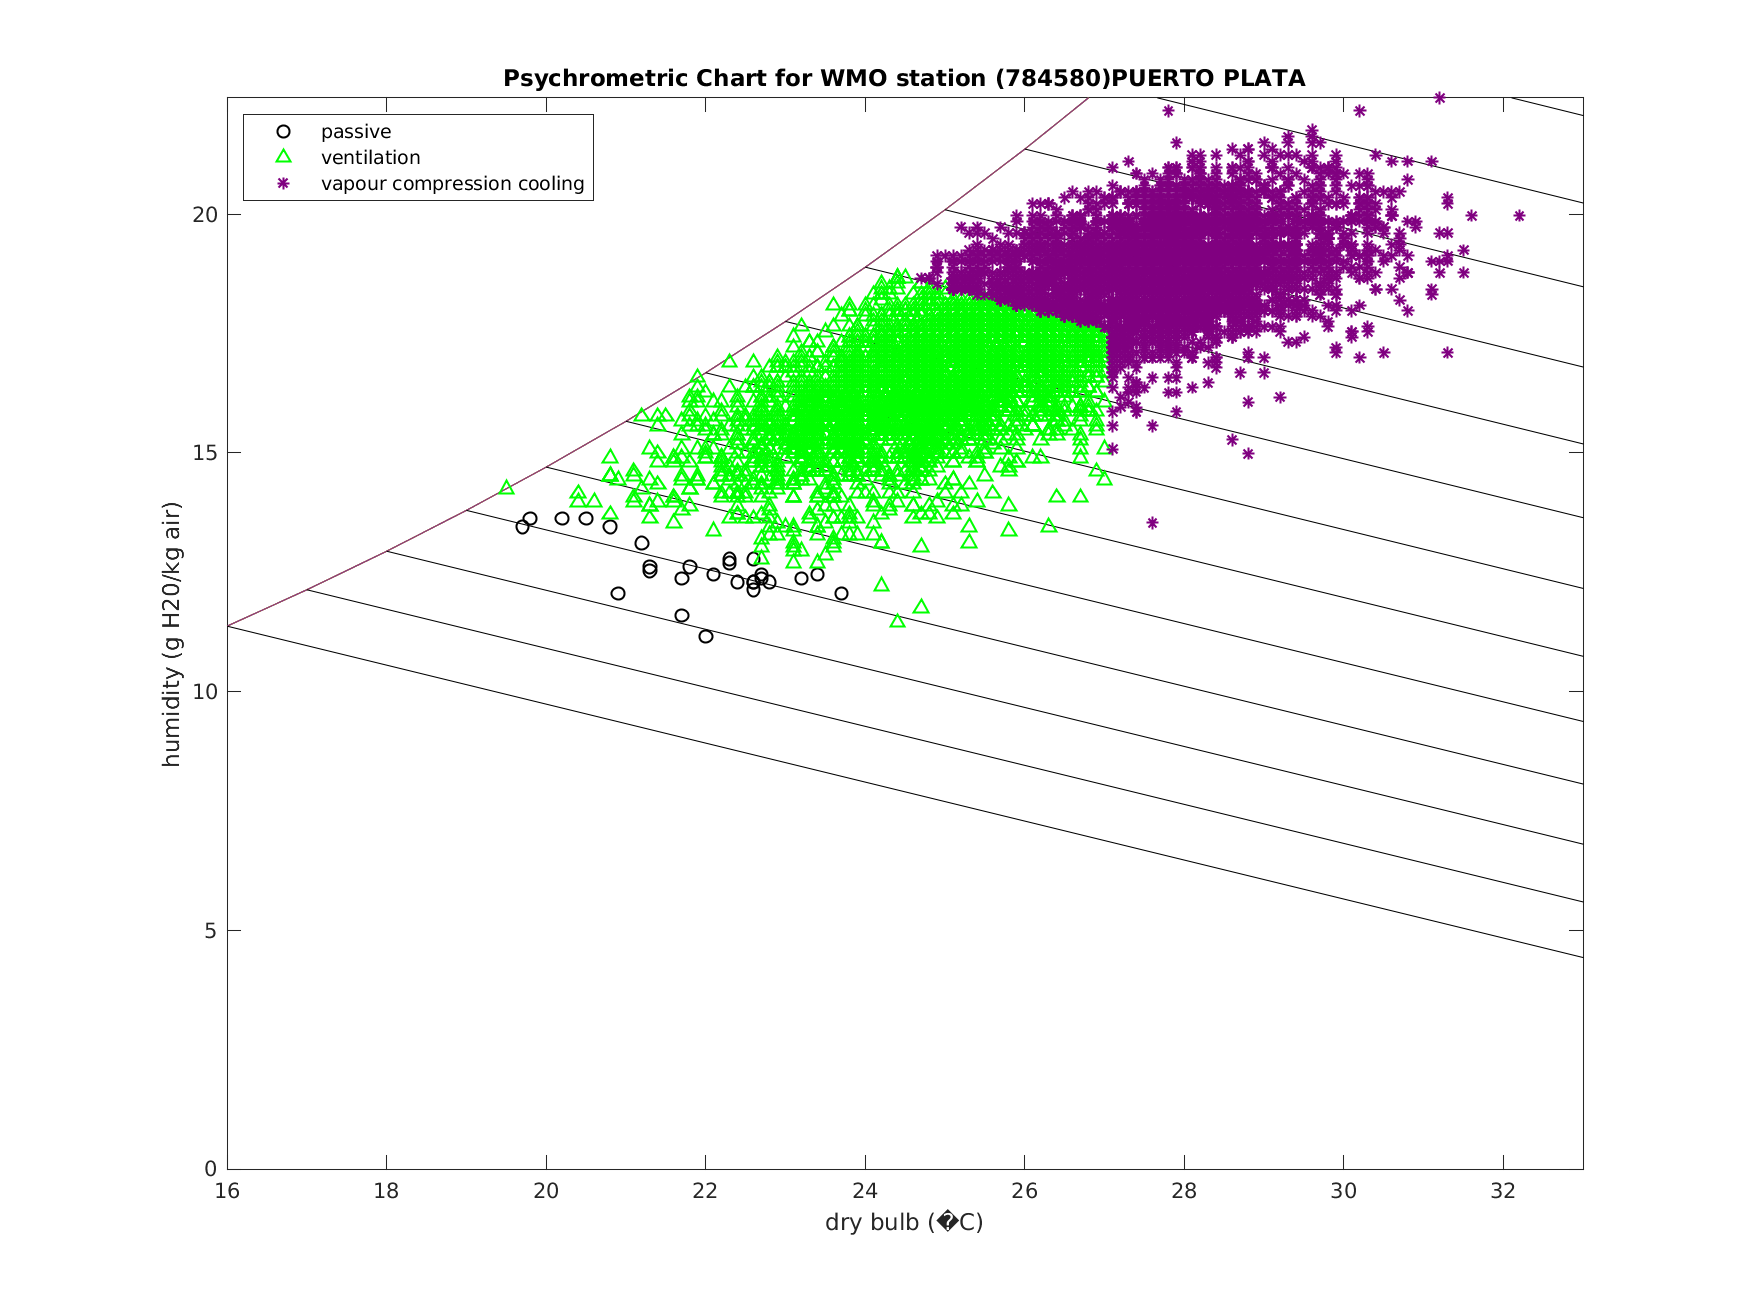 Psychrometric Chart for WMO station (784580)PUERTO PLATA
passive
ventilation
vapour compression cooling
humidity (g H20/kg air)
20
15
10
5
0
16 18 20 22 24 26 28 30 32
dry bulb (�C)